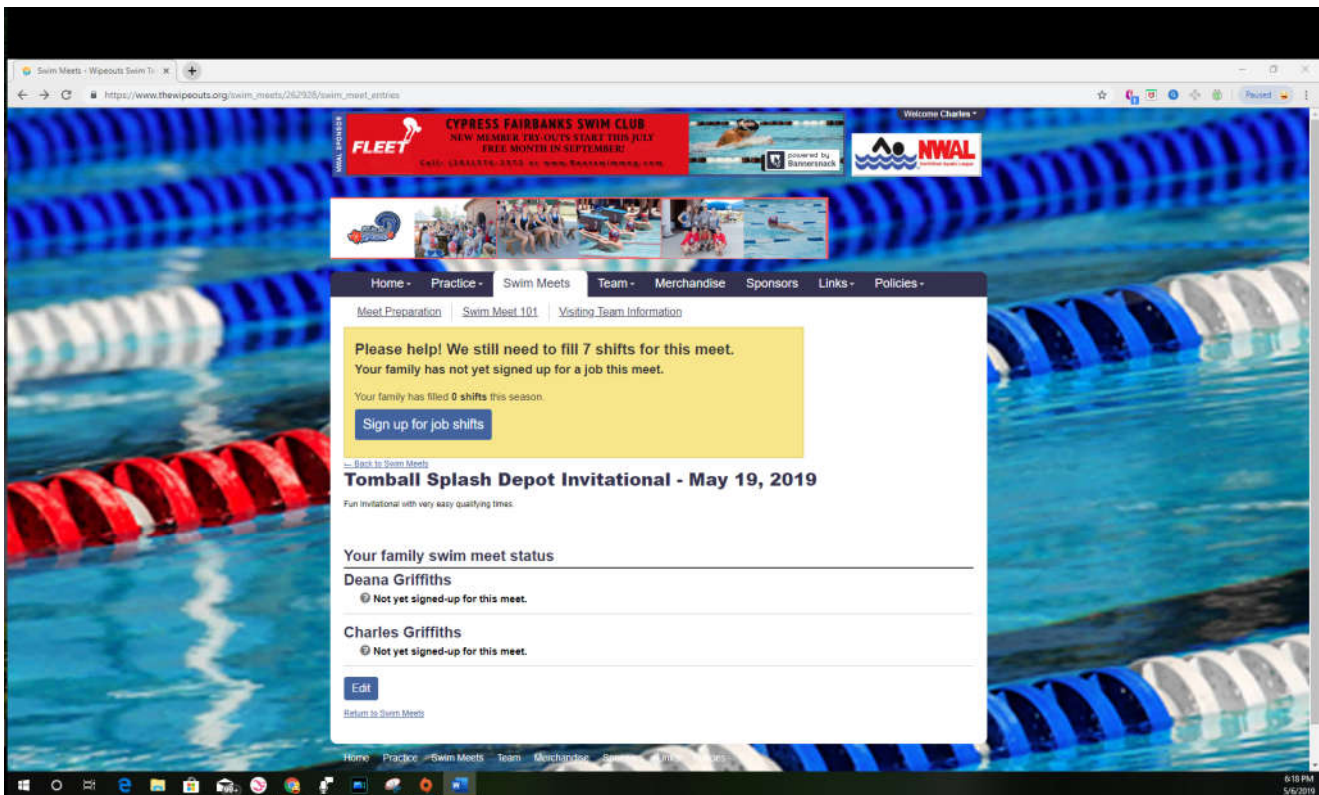 Swim Meets - Wipeouts Swim T
https://www.thewipeouts.org/swim_meets/262928/swim_meet_entries
Paused
Welcome Charles
NWAL SPONSOR
FLEET
CYPRESS FAIRBANKS SWIM CLUB
NEW MEMBER TRY-OUTS START THIS JULY
FREE MONTH IN SEPTEMBER!
powered by
Bannersnack
NWAL
Home
Practice
Swim Meets
Team
Merchandise
Sponsors
Links
Policies
Meet Preparation
Swim Meet 101
Visiting Team Information
Please help! We still need to fill 7 shifts for this meet.
Your family has not yet signed up for a job this meet.
Your family has filled 0 shifts this season.
Sign up for job shifts
← Back to Swim Meets
Tomball Splash Depot Invitational - May 19, 2019
Fun Invitational with very easy qualifying times.
Your family swim meet status
Deana Griffiths
Not yet signed-up for this meet.
Charles Griffiths
Not yet signed-up for this meet.
Edit
Return to Swim Meets
Home Practice Swim Meets Team Merchandise
6:18 PM
5/6/2019